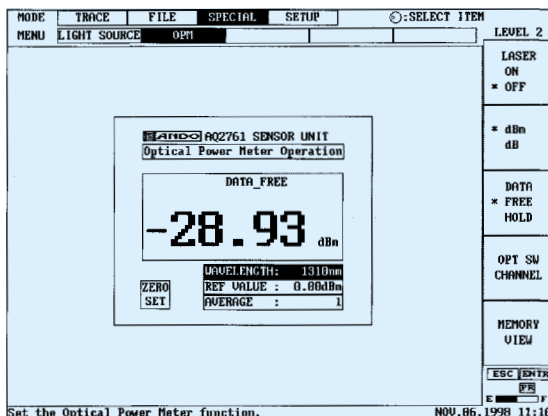 MODE TRACE FILE SPECIAL SETUP :SELECT ITEM
MENU LIGHT SOURCE OPM LEVEL 2
LASER
ON
* OFF
* dBm
dB
DATA
* FREE
HOLD
OPT SW
CHANNEL
MEMORY
VIEW
ESC ENTR
PR
E F
ANDO AQ2761 SENSOR UNIT
Optical Power Meter Operation
DATA_FREE
-28.93 dBm
WAVELENGTH: 1310nm
ZERO SET
REF VALUE : 0.00dBm
AVERAGE : 1
Set the Optical Power Meter function. NOV.06.1998 11:16